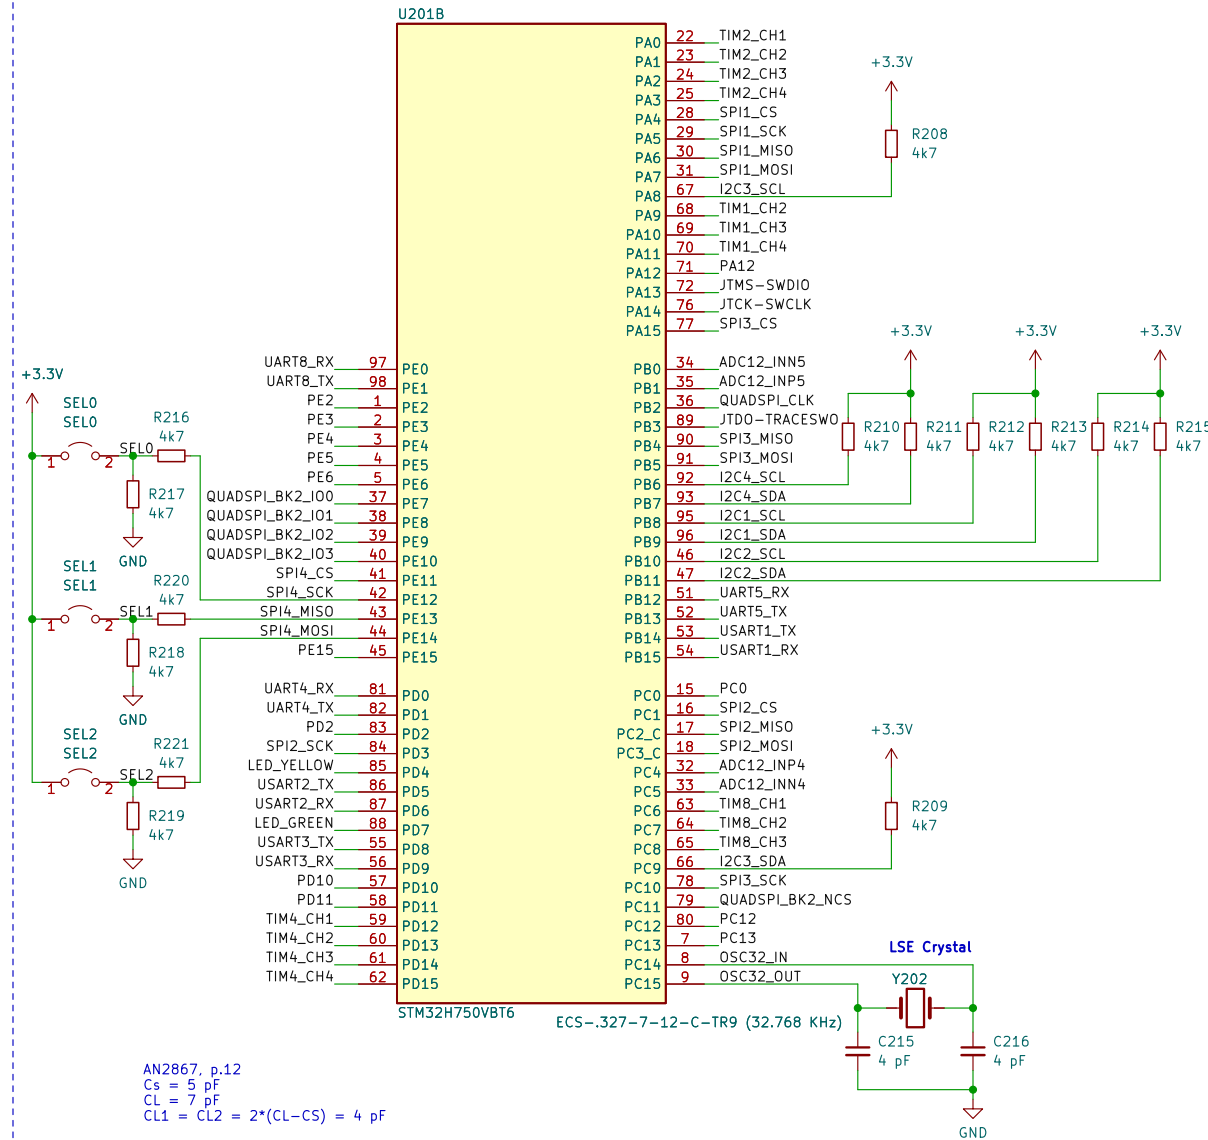 U201B
PA0 22 TIM2_CH1
PA1 23 TIM2_CH2
PA2 24 TIM2_CH3
PA3 25 TIM2_CH4
PA4 28 SPI1_CS
PA5 29 SPI1_SCK
PA6 30 SPI1_MISO
PA7 31 SPI1_MOSI
PA8 67 I2C3_SCL
PA9 68 TIM1_CH2
PA10 69 TIM1_CH3
PA11 70 TIM1_CH4
PA12 71 PA12
PA13 72 JTMS-SWDIO
PA14 76 JTCK-SWCLK
PA15 77 SPI3_CS
+3.3V
R208
4k7
UART8_RX 97 PE0
UART8_TX 98 PE1
PE2 1 PE2
PE3 2 PE3
PE4 3 PE4
PE5 4 PE5
PE6 5 PE6
QUADSPI_BK2_IO0 37 PE7
QUADSPI_BK2_IO1 38 PE8
QUADSPI_BK2_IO2 39 PE9
QUADSPI_BK2_IO3 40 PE10
SPI4_CS 41 PE11
SPI4_SCK 42 PE12
SPI4_MISO 43 PE13
SPI4_MOSI 44 PE14
PE15 45 PE15
PB0 34 ADC12_INN5
PB1 35 ADC12_INP5
PB2 36 QUADSPI_CLK
PB3 89 JTDO-TRACESWO
PB4 90 SPI3_MISO
PB5 91 SPI3_MOSI
PB6 92 I2C4_SCL
PB7 93 I2C4_SDA
PB8 95 I2C1_SCL
PB9 96 I2C1_SDA
PB10 46 I2C2_SCL
PB11 47 I2C2_SDA
PB12 51 UART5_RX
PB13 52 UART5_TX
PB14 53 USART1_TX
PB15 54 USART1_RX
+3.3V +3.3V +3.3V
R210 R211 R212 R213 R214 R215
4k7 4k7 4k7 4k7 4k7 4k7
+3.3V
SEL0
SEL0
1 2 SEL0
R216
4k7
R217
4k7
GND
SEL1
SEL1
1 2 SEL1
R220
4k7
R218
4k7
GND
SEL2
SEL2
1 2 SEL2
R221
4k7
R219
4k7
GND
UART4_RX 81 PD0
UART4_TX 82 PD1
PD2 83 PD2
SPI2_SCK 84 PD3
LED_YELLOW 85 PD4
USART2_TX 86 PD5
USART2_RX 87 PD6
LED_GREEN 88 PD7
USART3_TX 55 PD8
USART3_RX 56 PD9
PD10 57 PD10
PD11 58 PD11
TIM4_CH1 59 PD12
TIM4_CH2 60 PD13
TIM4_CH3 61 PD14
TIM4_CH4 62 PD15
PC0 15 PC0
PC1 16 SPI2_CS
PC2_C 17 SPI2_MISO
PC3_C 18 SPI2_MOSI
PC4 32 ADC12_INP4
PC5 33 ADC12_INN4
PC6 63 TIM8_CH1
PC7 64 TIM8_CH2
PC8 65 TIM8_CH3
PC9 66 I2C3_SDA
PC10 78 SPI3_SCK
PC11 79 QUADSPI_BK2_NCS
PC12 80 PC12
PC13 7 PC13
PC14 8 OSC32_IN
PC15 9 OSC32_OUT
+3.3V
R209
4k7
LSE Crystal
Y202
STM32H750VBT6
ECS-.327-7-12-C-TR9 (32.768 KHz)
C215
4 pF
C216
4 pF
GND
AN2867, p.12
Cs = 5 pF
CL = 7 pF
CL1 = CL2 = 2*(CL-CS) = 4 pF